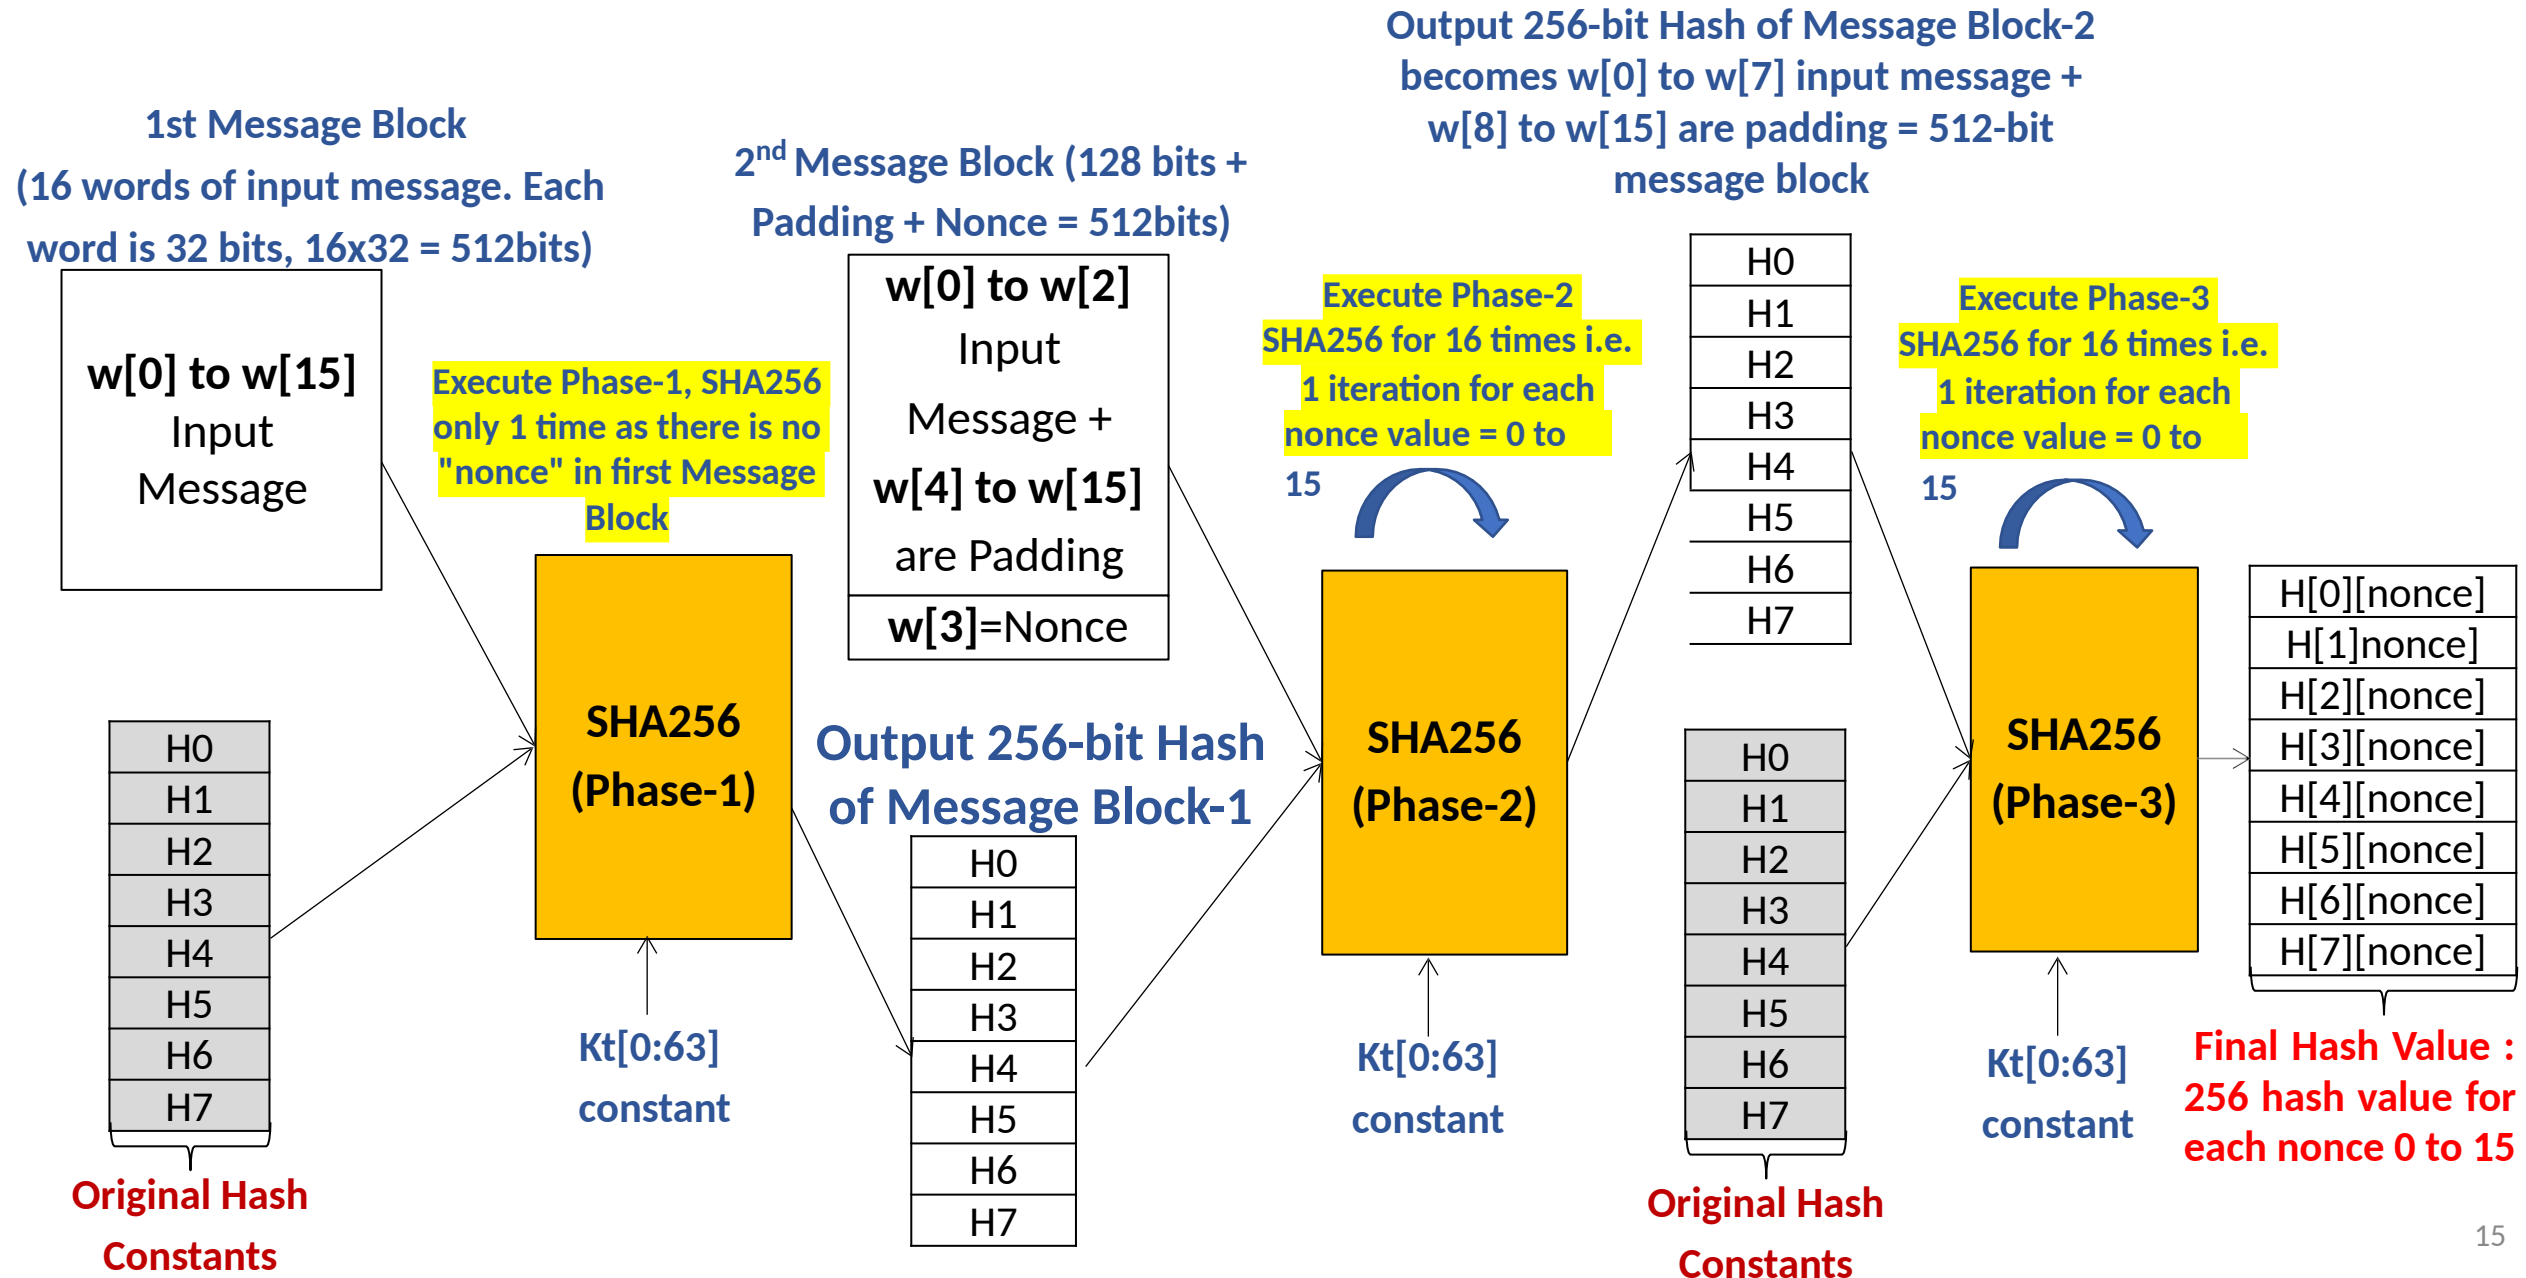 1st Message Block
(16 words of input message. Each
word is 32 bits, 16x32 = 512bits)
w[0] to w[15]
Input
Message
H0
H1
H2
H3
H4
H5
H6
H7
Original Hash
Constants
Execute Phase-1, SHA256
only 1 time as there is no
"nonce" in first Message
Block
SHA256
(Phase-1)
Kt[0:63]
constant
2nd Message Block (128 bits +
Padding + Nonce = 512bits)
w[0] to w[2]
Input
Message +
w[4] to w[15]
are Padding
w[3]=Nonce
Output 256-bit Hash
of Message Block-1
H0
H1
H2
H3
H4
H5
H6
H7
Execute Phase-2
SHA256 for 16 times i.e.
1 iteration for each
nonce value = 0 to
15
SHA256
(Phase-2)
Kt[0:63]
constant
Output 256-bit Hash of Message Block-2
becomes w[0] to w[7] input message +
w[8] to w[15] are padding = 512-bit
message block
H0
H1
H2
H3
H4
H5
H6
H7
H0
H1
H2
H3
H4
H5
H6
H7
Original Hash
Constants
Execute Phase-3
SHA256 for 16 times i.e.
1 iteration for each
nonce value = 0 to
15
SHA256
(Phase-3)
Kt[0:63]
constant
H[0][nonce]
H[1]nonce]
H[2][nonce]
H[3][nonce]
H[4][nonce]
H[5][nonce]
H[6][nonce]
H[7][nonce]
Final Hash Value :
256 hash value for
each nonce 0 to 15
15